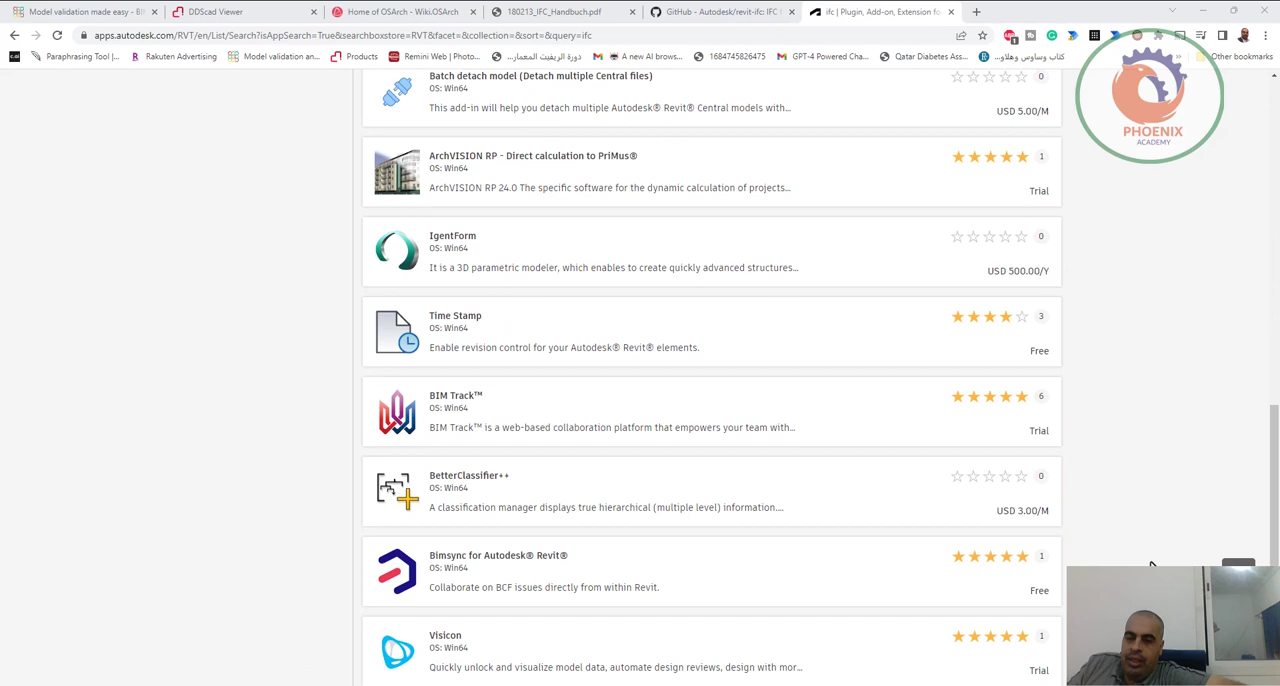 Model validation made easy - BI
DDScad Viewer
Home of OSArch - Wiki.OSArch
180213_IFC_Handbuch.pdf
GitHub - Autodesk/revit-ifc: IFC
ifc | Plugin, Add-on, Extension fo
apps.autodesk.com/RVT/en/List/Search?isAppSearch=True&searchboxstore=RVT&facet=&collection=&sort=&query=ifc
Paraphrasing Tool |...
Rakuten Advertising
Model validation an...
Products
Remini Web | Photo...
دورة الريفيت المعمار...
A new AI brows...
1684745826475
GPT-4 Powered Cha...
Qatar Diabetes Ass...
كتاب وساوس وهلاو...
Other bookmarks
PHOENIX
ACADEMY
Batch detach model (Detach multiple Central files)
0
OS: Win64
This add-in will help you detach multiple Autodesk® Revit® Central models with...
USD 5.00/M
ArchVISION RP - Direct calculation to PriMus®
1
OS: Win64
ArchVISION RP 24.0 The specific software for the dynamic calculation of projects...
Trial
IgentForm
0
OS: Win64
It is a 3D parametric modeler, which enables to create quickly advanced structures...
USD 500.00/Y
Time Stamp
3
OS: Win64
Enable revision control for your Autodesk® Revit® elements.
Free
BIM Track™
6
OS: Win64
BIM Track™ is a web-based collaboration platform that empowers your team with...
Trial
BetterClassifier++
0
OS: Win64
A classification manager displays true hierarchical (multiple level) information....
USD 3.00/M
Bimsync for Autodesk® Revit®
1
OS: Win64
Collaborate on BCF issues directly from within Revit.
Free
Visicon
1
OS: Win64
Quickly unlock and visualize model data, automate design reviews, design with mor...
Trial